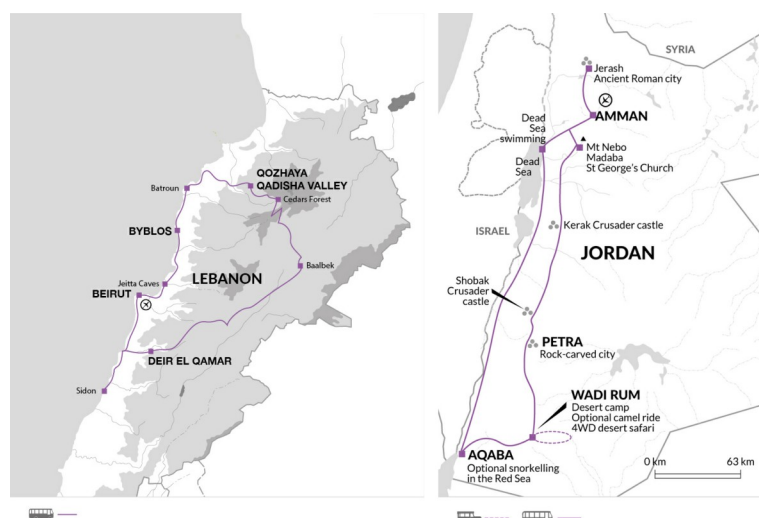 QOZHAYA
QADISHA VALLEY
Batroun
Cedars Forest
BYBLOS
LEBANON
Baalbek
Jeitta Caves
BEIRUT
DEIR EL QAMAR
Sidon
SYRIA
Jerash
Ancient Roman city
AMMAN
Dead
Sea
swimming
Mt Nebo
Madaba
St George's Church
Dead
Sea
ISRAEL
Kerak Crusader castle
JORDAN
Shobak
Crusader
castle
PETRA
Rock-carved city
WADI RUM
Desert camp
Optional camel ride
4WD desert safari
AQABA
Optional snorkelling
in the Red Sea
0 km
63 km